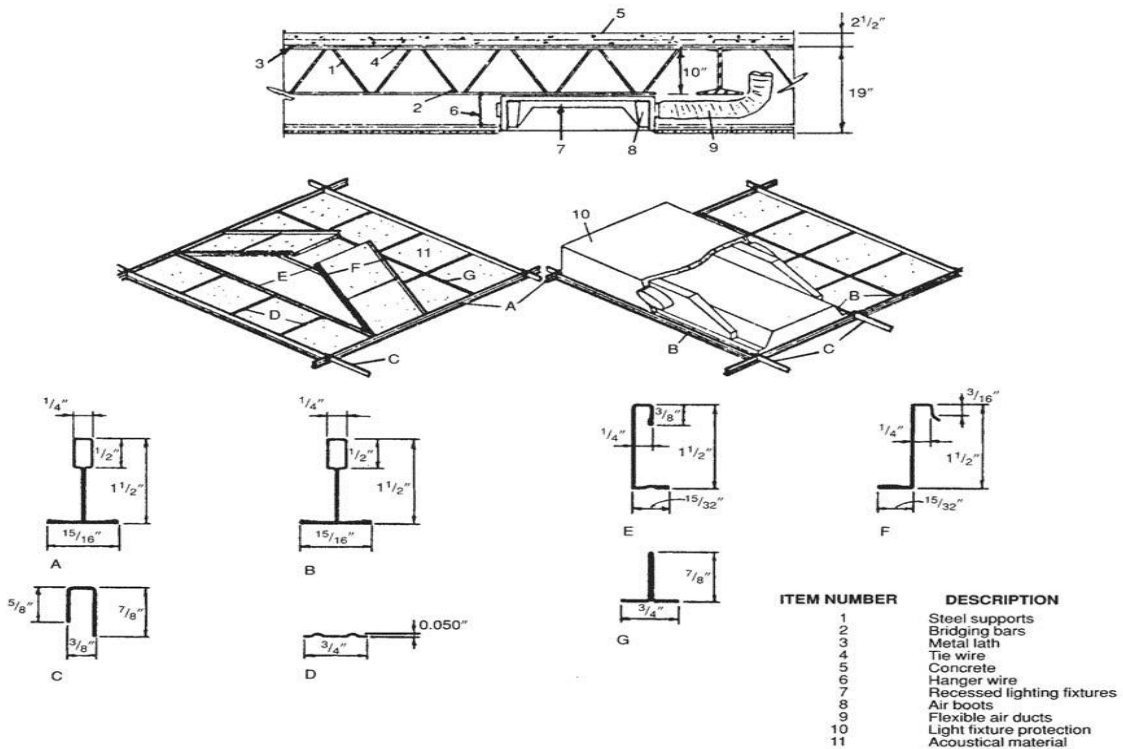 5
2 1/2"
3
1
4
10"
19"
2
6
7
8
9
10
11
E
F
G
A
D
C
B
B
C
1/4"
1/2"
1 1/2"
15/16"
A
1/4"
1/2"
1 1/2"
15/16"
B
3/8"
1/4"
1 1/2"
15/32"
E
3/16"
1/4"
1 1/2"
15/32"
F
5/8"
7/8"
3/8"
C
0.050"
3/4"
D
7/8"
3/4"
G
ITEM NUMBER DESCRIPTION
1 Steel supports
2 Bridging bars
3 Metal lath
4 Tie wire
5 Concrete
6 Hanger wire
7 Recessed lighting fixtures
8 Air boots
9 Flexible air ducts
10 Light fixture protection
11 Acoustical material